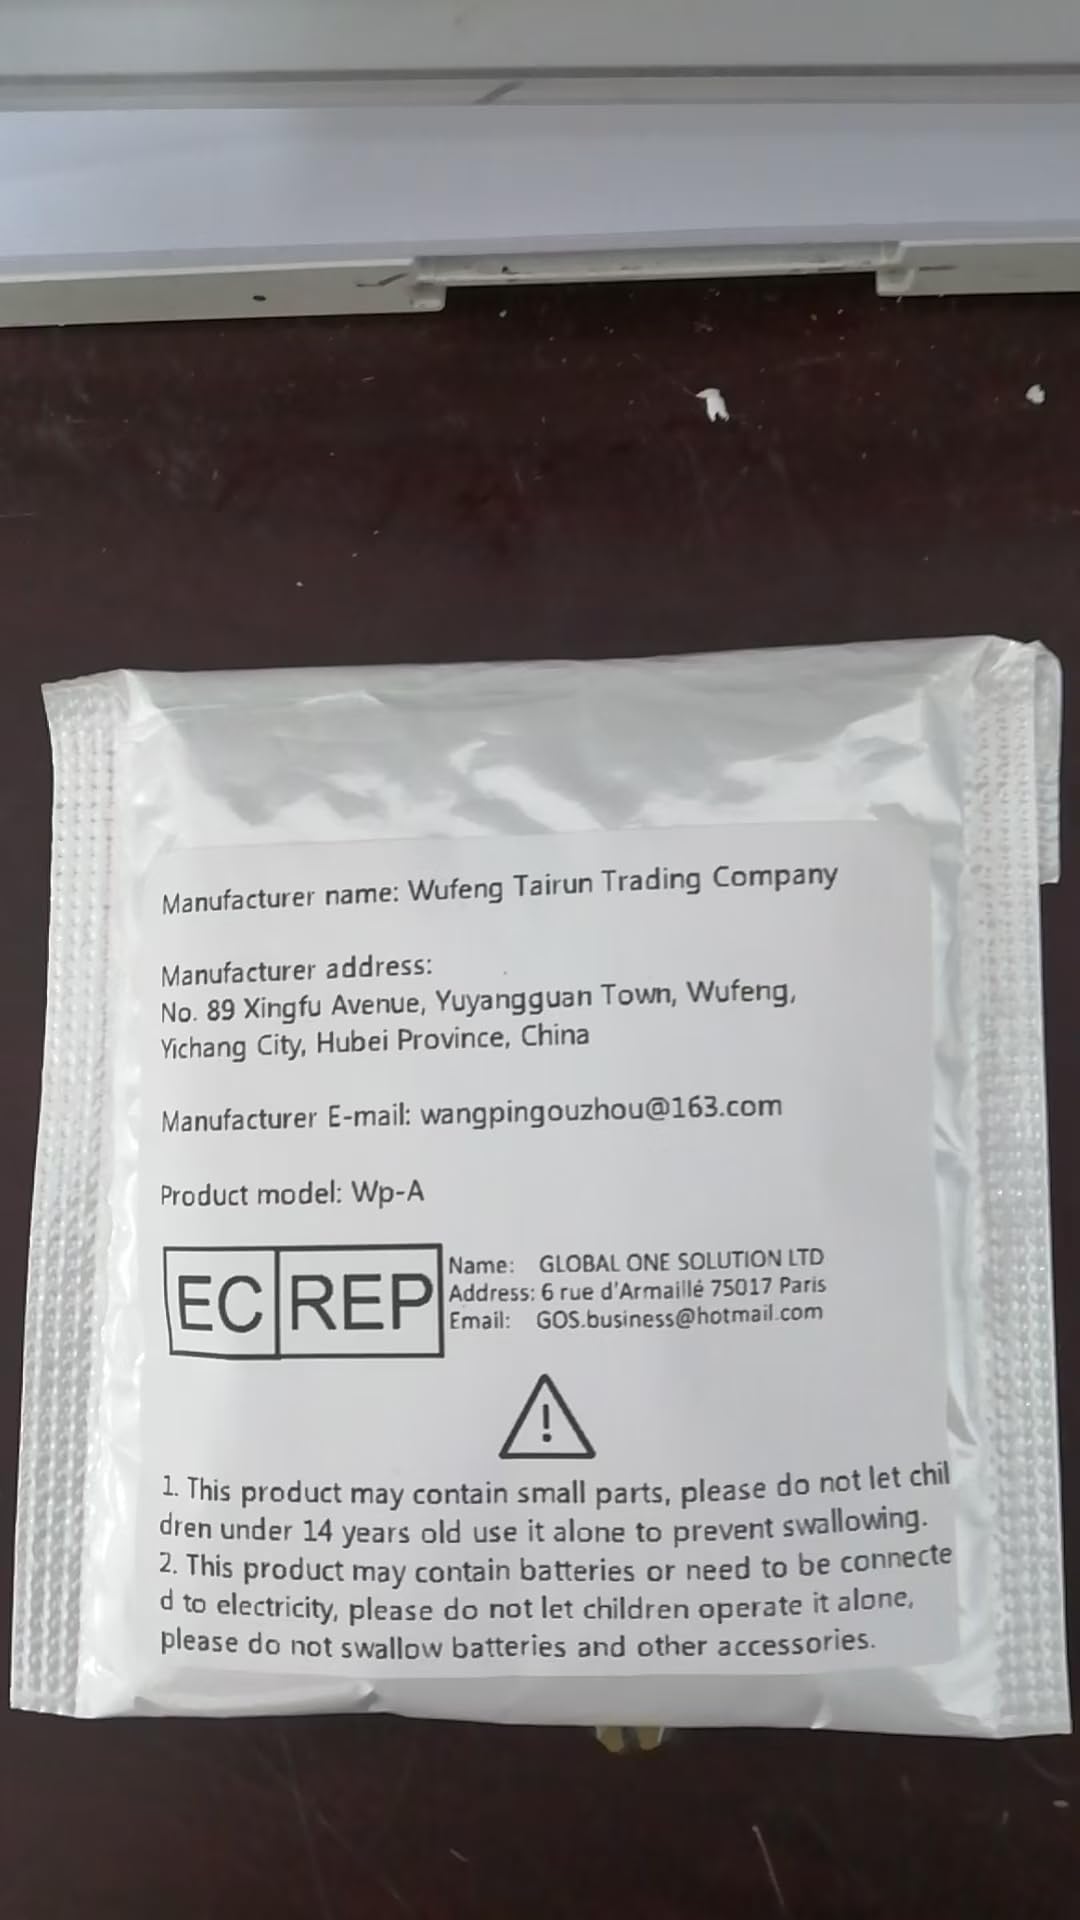 Manufacturer name: Wufeng Tairun Trading Company
Manufacturer address:
No. 89 Xingfu Avenue, Yuyangguan Town, Wufeng,
Yichang City, Hubei Province, China
Manufacturer E-mail: wangpingouzhou@163.com
Product model: Wp-A
EC REP
Name: GLOBAL ONE SOLUTION LTD
Address: 6 rue d'Armaillé 75017 Paris
Email: GOS.business@hotmail.com
!
1. This product may contain small parts, please do not let chil
dren under 14 years old use it alone to prevent swallowing.
2. This product may contain batteries or need to be connecte
d to electricity, please do not let children operate it alone,
please do not swallow batteries and other accessories.